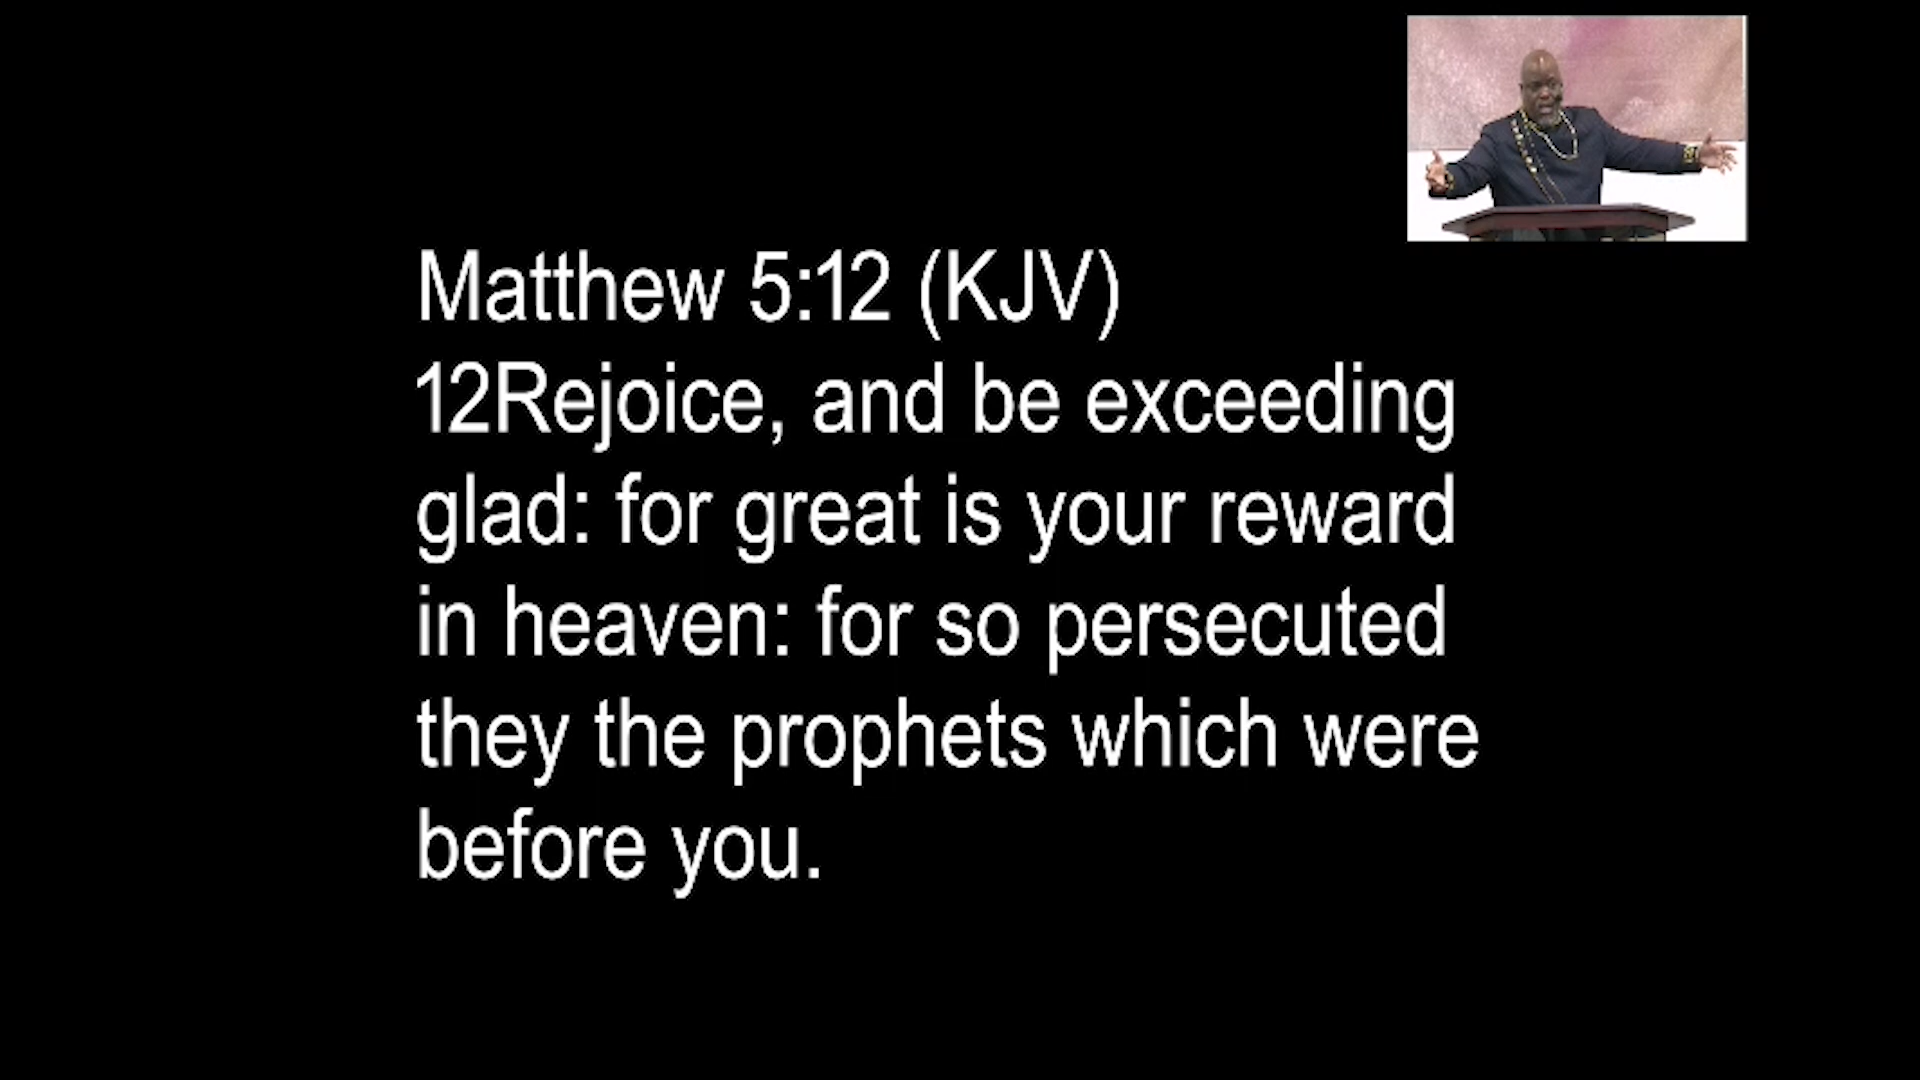 Matthew 5:12 (KJV)
12Rejoice, and be exceeding
glad: for great is your reward
in heaven: for so persecuted
they the prophets which were
before you.